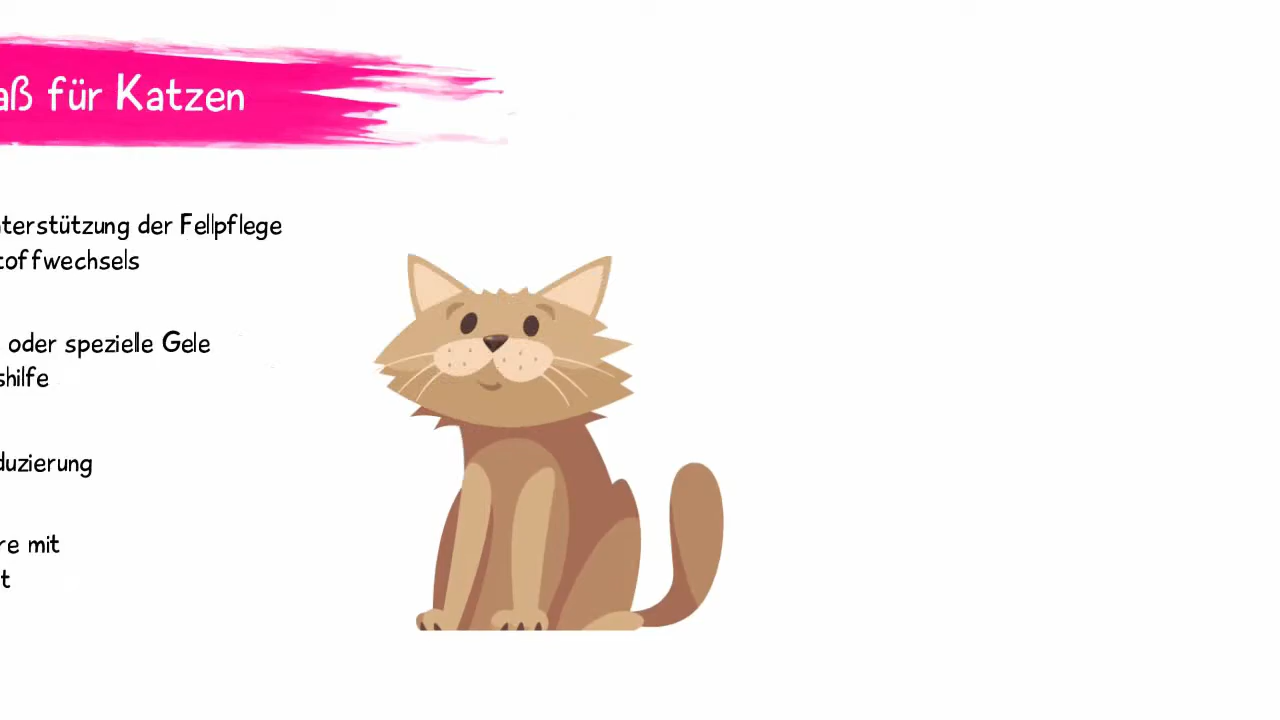 aß für Katzen
terstützung der Fellpflege
toffwechsels
oder spezielle Gele
shilfe
duzierung
re mit
t